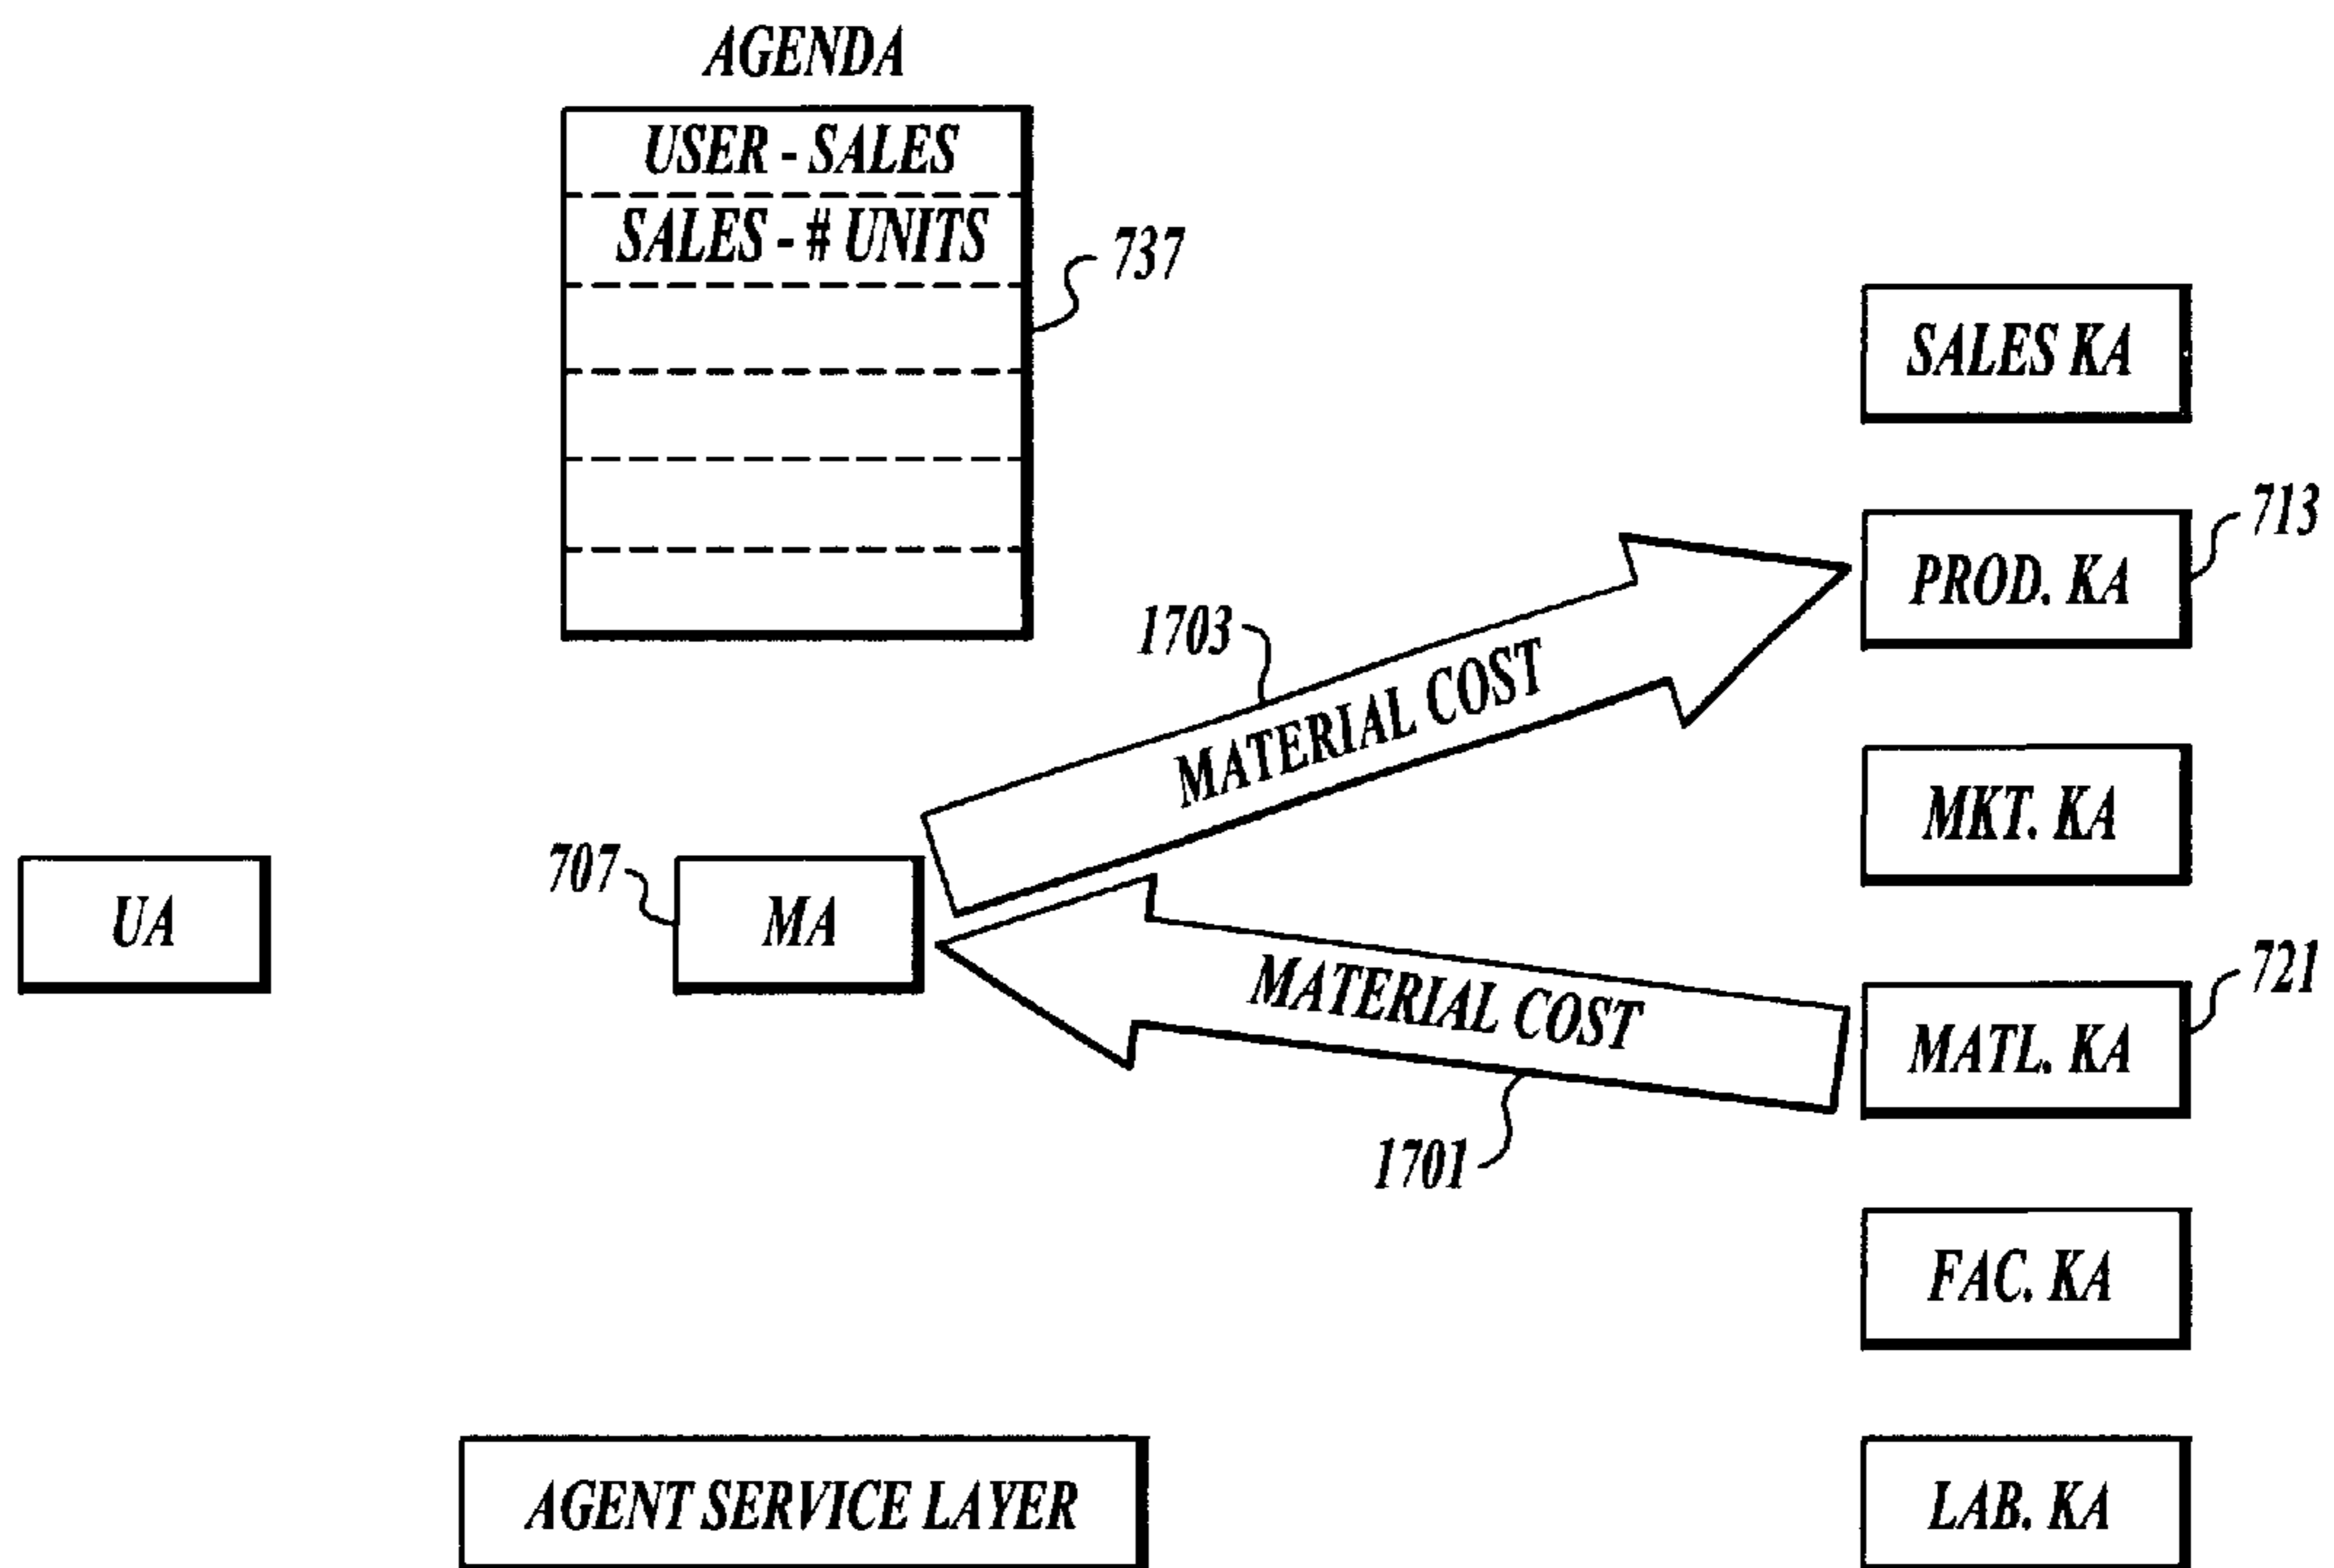 AGENDA
USER - SALES
SALES - # UNITS
737
SALES KA
713
PROD. KA
1703
MATERIAL COST
MKT. KA
707
UA
MA
721
MATERIAL COST
MATL. KA
1701
FAC. KA
AGENT SERVICE LAYER
LAB. KA